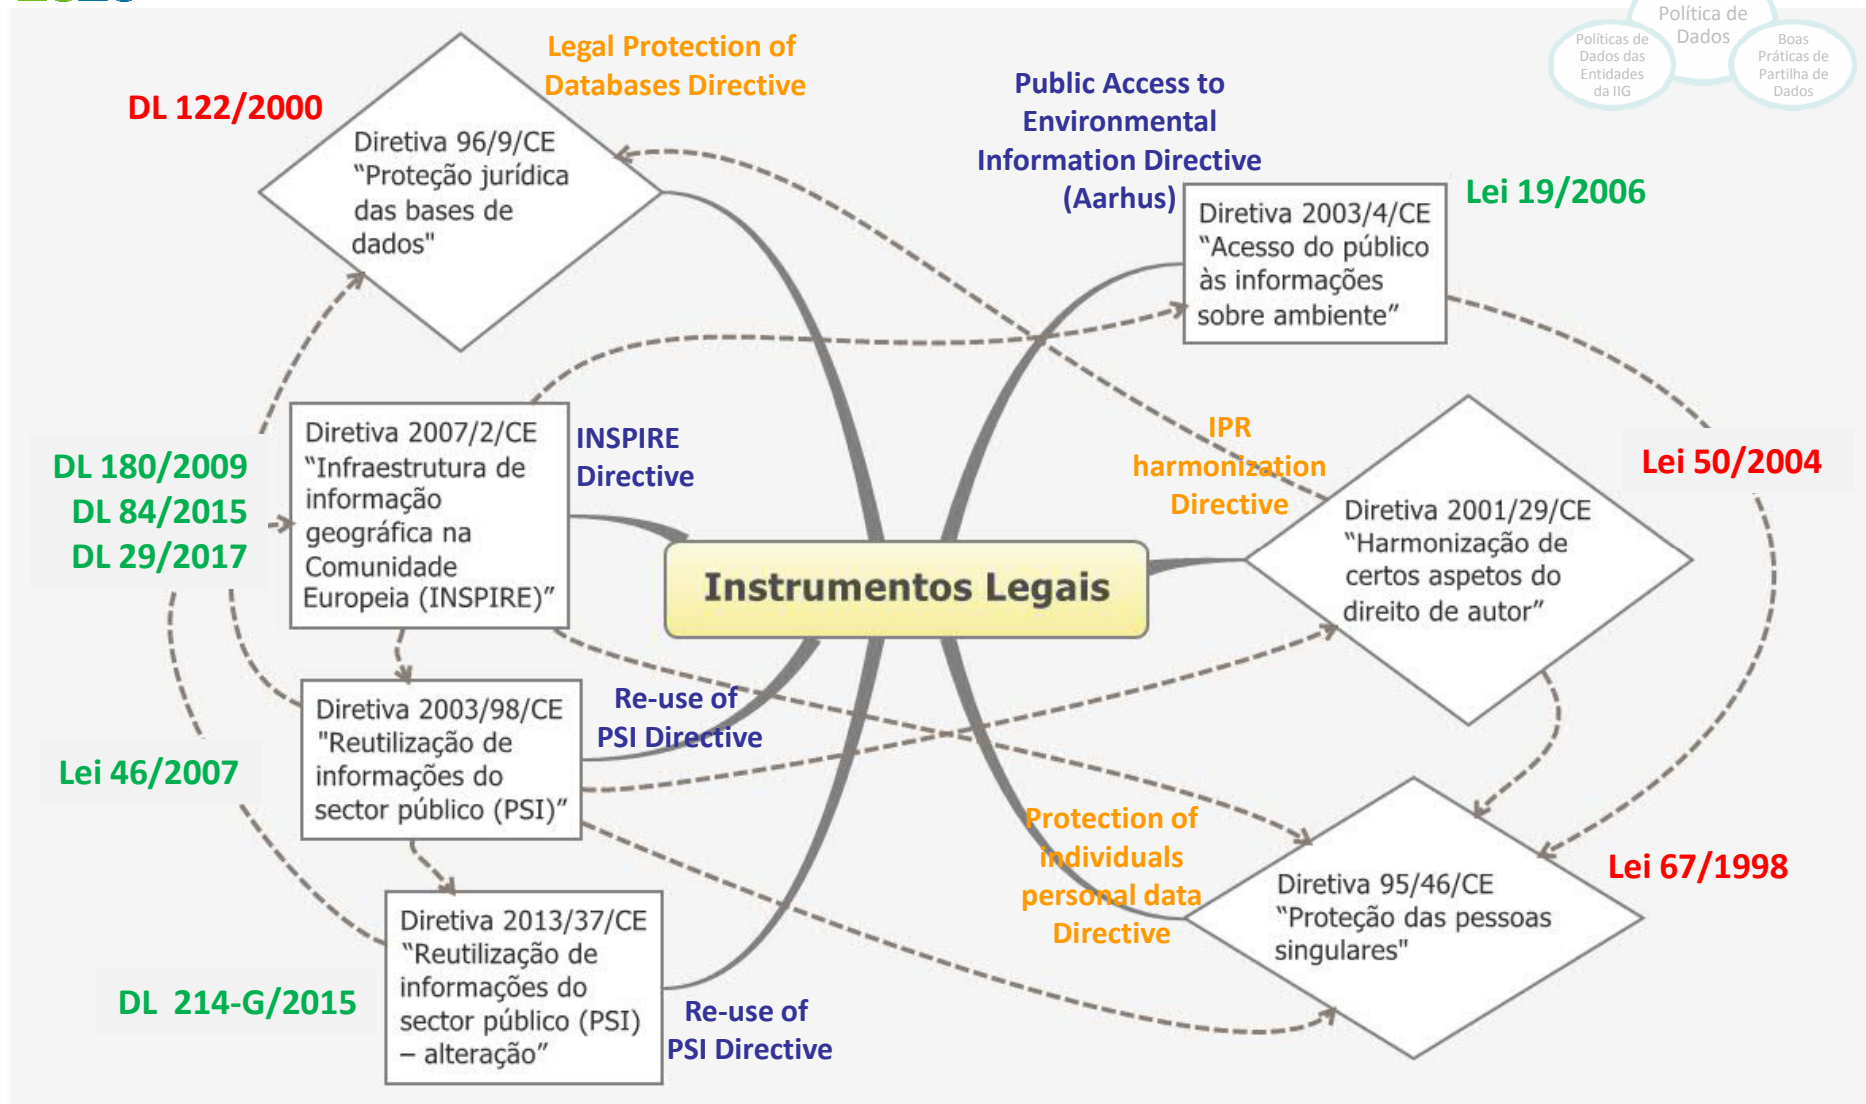 Política de
Dados
Políticas de
Dados das
Entidades
da IIG
Boas
Práticas de
Partilha de
Dados
Legal Protection of
Databases Directive
DL 122/2000
Diretiva 96/9/CE
“Proteção jurídica
das bases de
dados"
Public Access to
Environmental
Information Directive
(Aarhus)
Lei 19/2006
Diretiva 2003/4/CE
“Acesso do público
às informações
sobre ambiente”
DL 180/2009
DL 84/2015
DL 29/2017
Diretiva 2007/2/CE
“Infraestrutura de
informação
geográfica na
Comunidade
Europeia (INSPIRE)”
INSPIRE
Directive
IPR
harmonization
Directive
Lei 50/2004
Diretiva 2001/29/CE
“Harmonização de
certos aspetos do
direito de autor”
Instrumentos Legais
Lei 46/2007
Diretiva 2003/98/CE
"Reutilização de
informações do
sector público (PSI)”
Re-use of
PSI Directive
Protection of
individuals
personal data
Directive
Lei 67/1998
Diretiva 95/46/CE
“Proteção das pessoas
singulares"
DL 214-G/2015
Diretiva 2013/37/CE
“Reutilização de
informações do
sector público (PSI)
– alteração”
Re-use of
PSI Directive